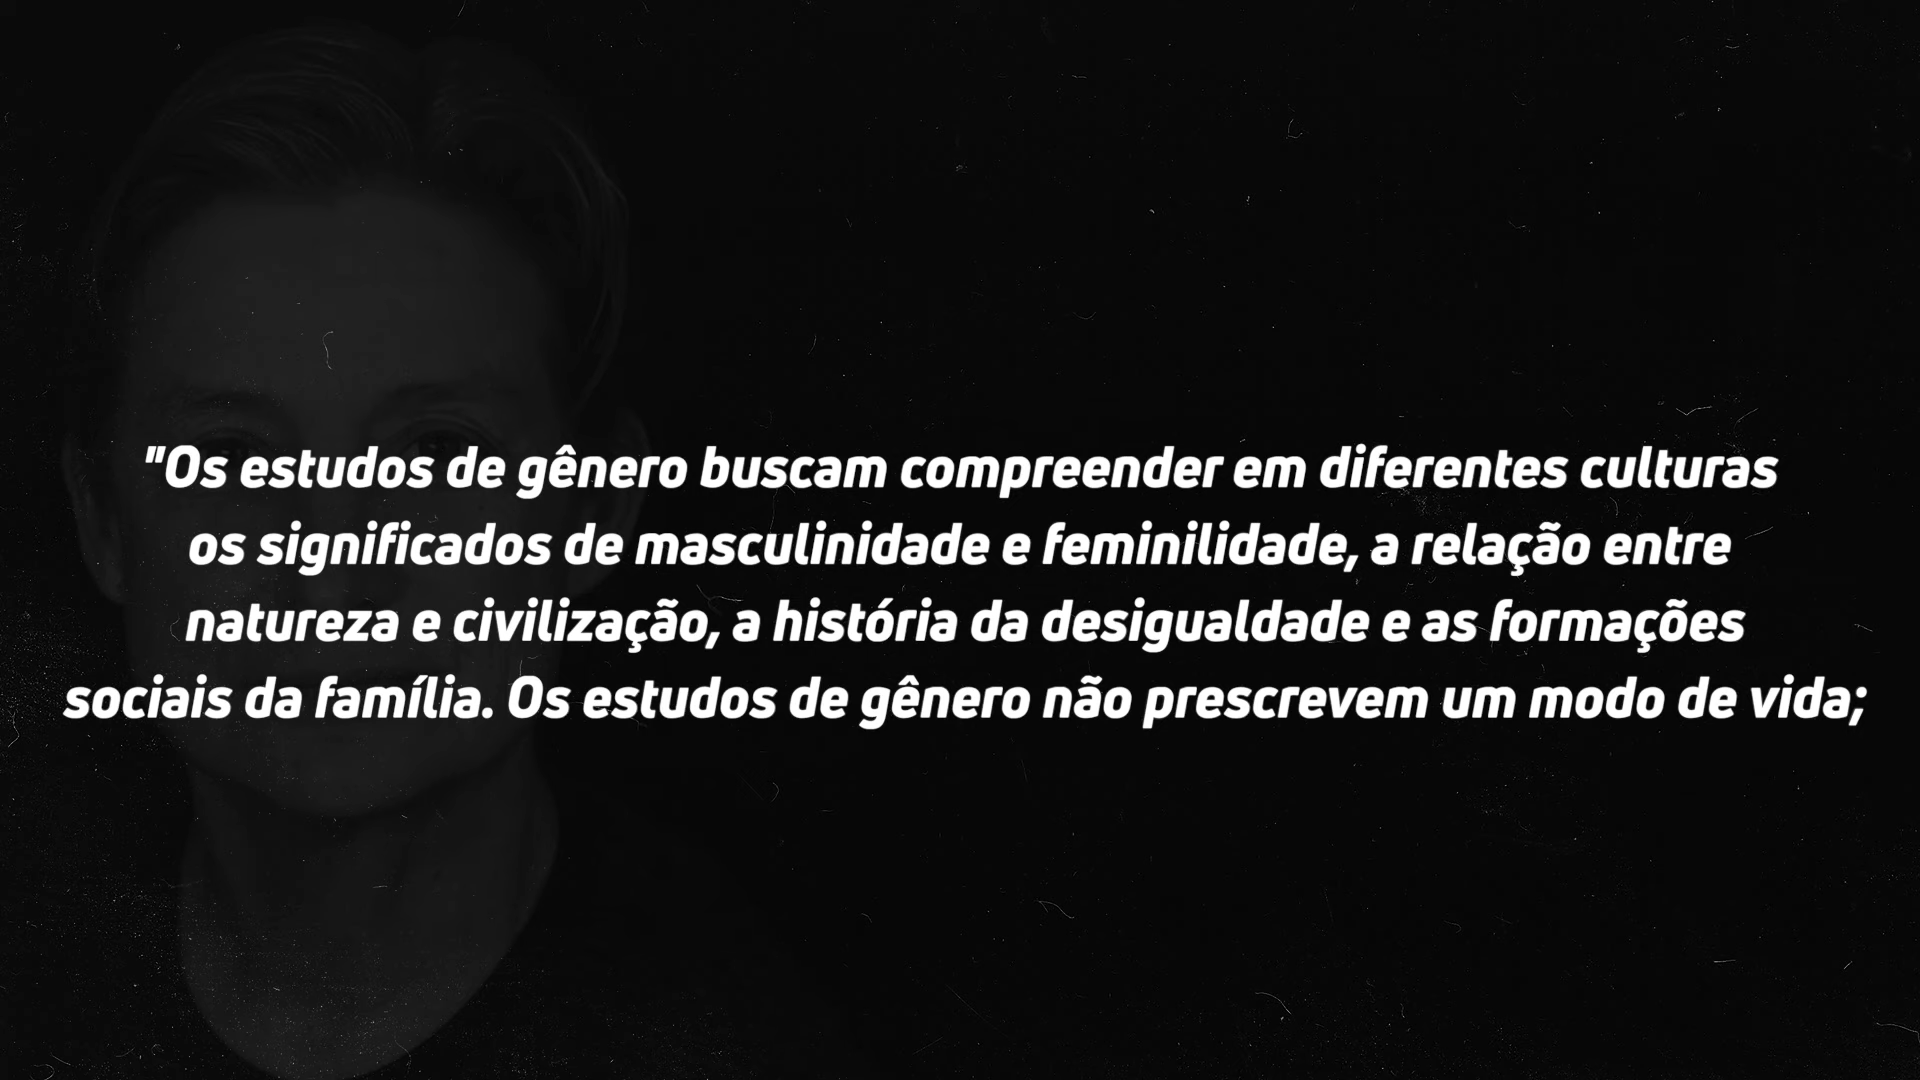 "Os estudos de gênero buscam compreender em diferentes culturas
os significados de masculinidade e feminilidade, a relação entre
natureza e civilização, a história da desigualdade e as formações
sociais da família. Os estudos de gênero não prescrevem um modo de vida;